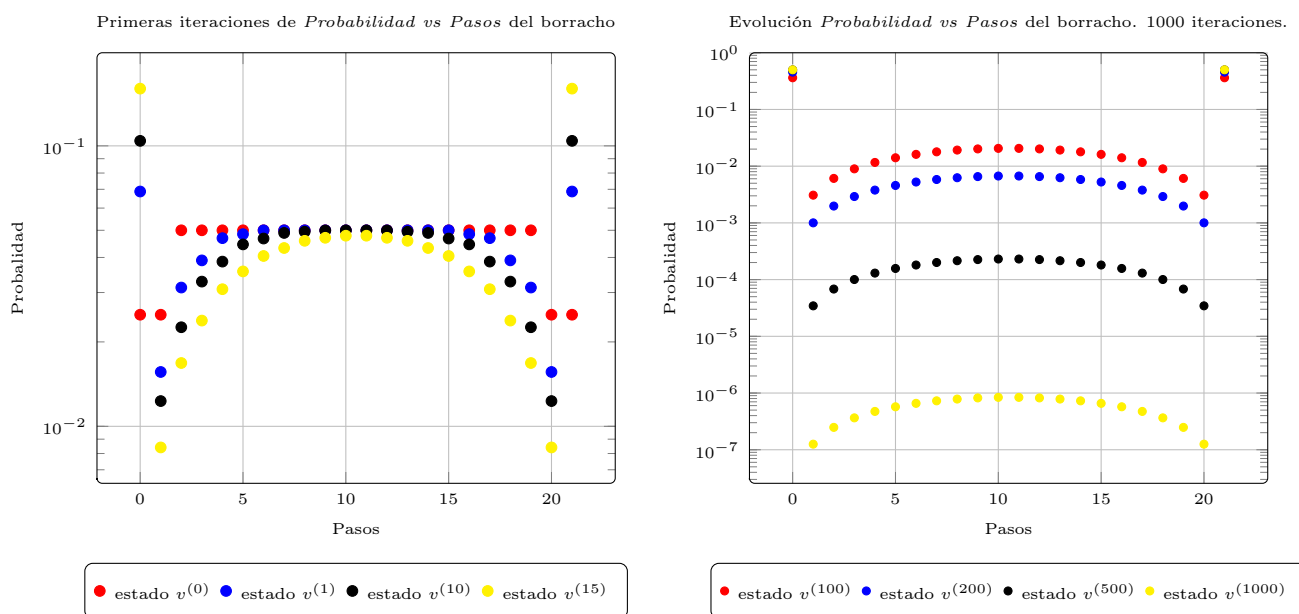 Primeras iteraciones de Probabilidad vs Pasos del borracho
10^{-1}
10^{-2}
Probalidad
0 5 10 15 20
Pasos
estado v^{(0)} estado v^{(1)} estado v^{(10)} estado v^{(15)}
Evolución Probabilidad vs Pasos del borracho. 1000 iteraciones.
10^{0}
10^{-1}
10^{-2}
10^{-3}
10^{-4}
10^{-5}
10^{-6}
10^{-7}
Probalidad
0 5 10 15 20
Pasos
estado v^{(100)} estado v^{(200)} estado v^{(500)} estado v^{(1000)}